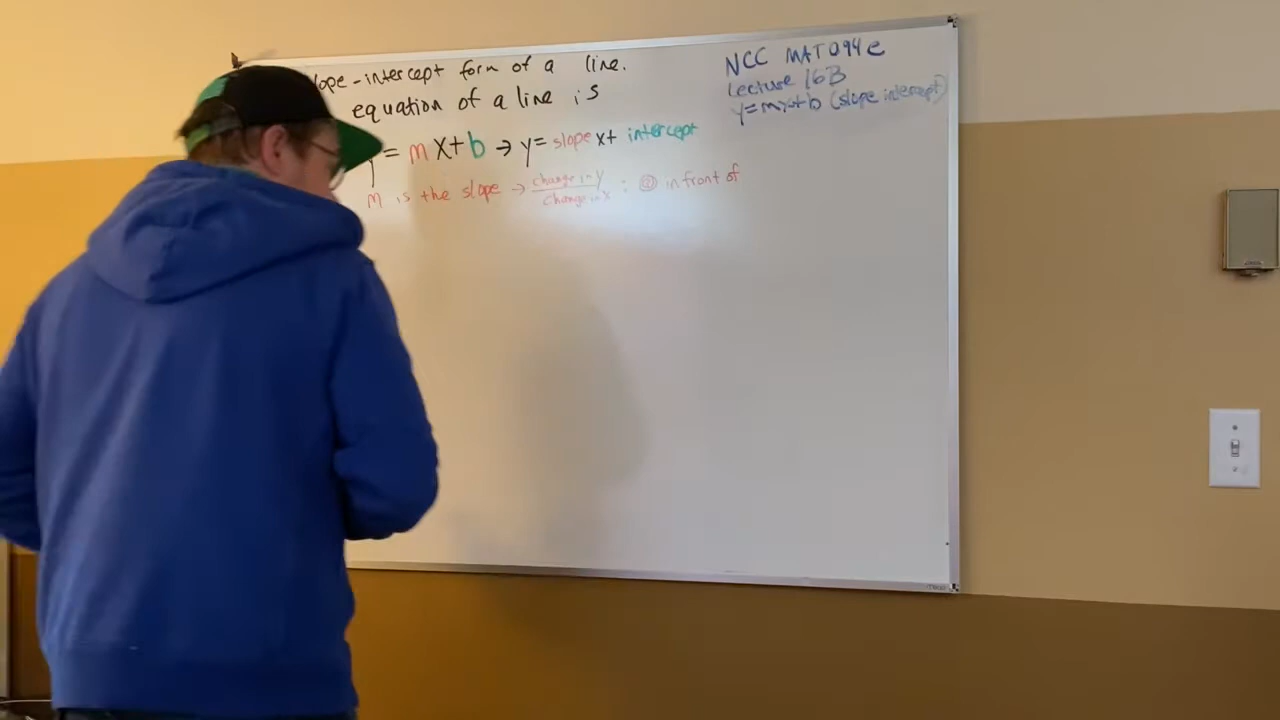 lope-intercept form of a line.
equation of a line is
y = mx+b → y= slope x+ intercept
m is the slope → change in y / change in x : # in front of
NCC MAT094e
Lecture 16B
y=mx+b (slope intercept)